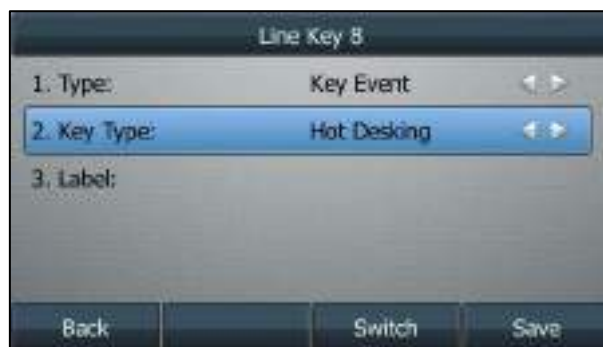 Line Key 8
1. Type: Key Event
2. Key Type: Hot Desking
3. Label:
Back Switch Save